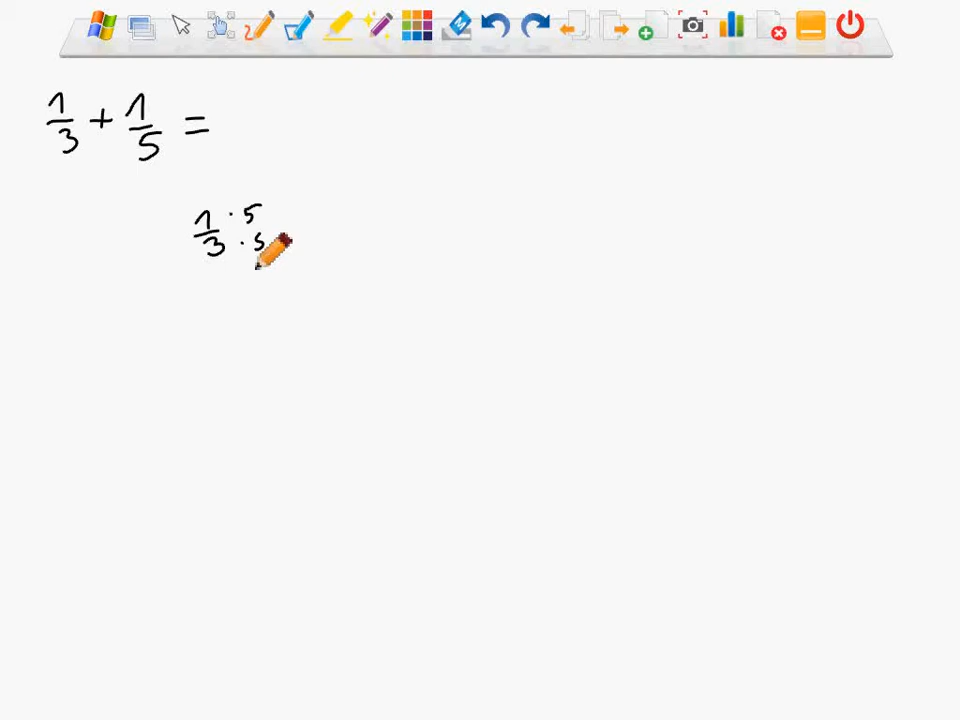 1/3 + 1/5 =
1/3 · 5 · 5